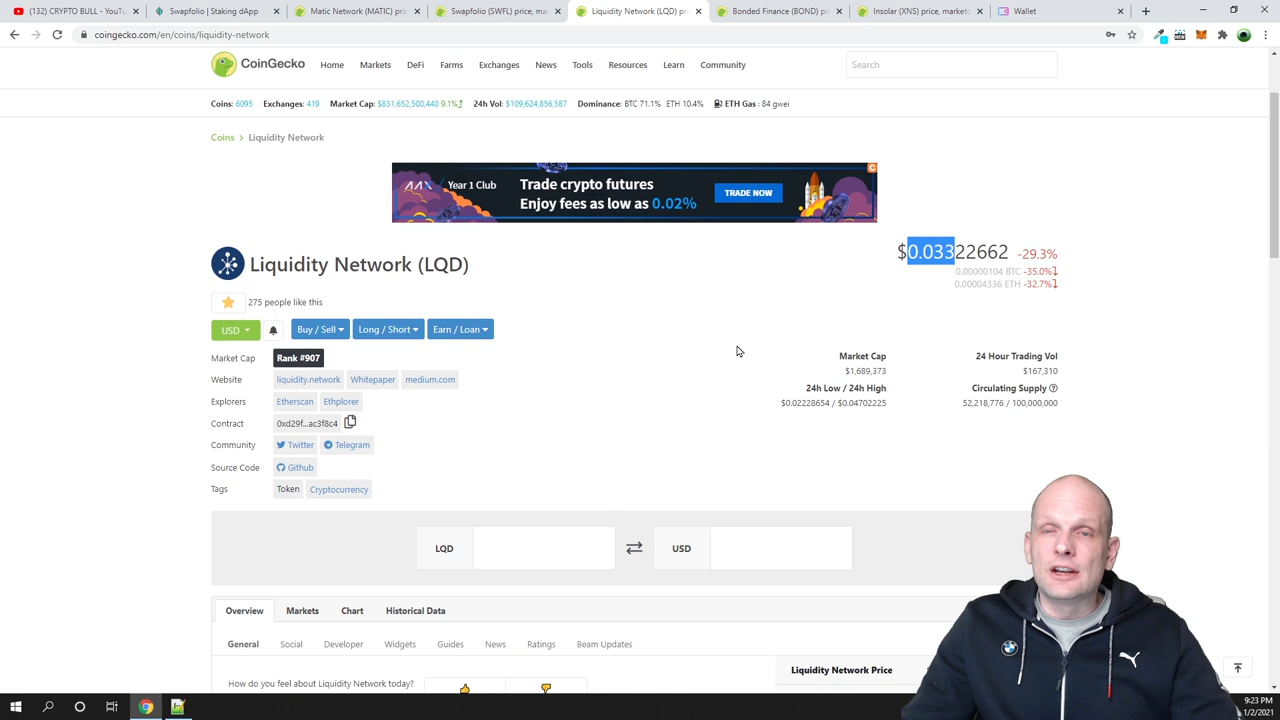 (132) CRYPTO BULL - YouTube
Swapfolio | Staking dApp
Matic Network (MATIC) pric
Swapfolio (SWFL) price, ma
Liquidity Network (LQD) pri
Bonded Finance (BOND) p
Insolar (XNS) price, market
Wallet
coingecko.com/en/coins/liquidity-network
CoinGecko
Home
Markets
DeFi
Farms
Exchanges
News
Tools
Resources
Learn
Community
Search
Coins: 6095 Exchanges: 419 Market Cap: $831,652,500,440 9.1% 24h Vol: $109,624,856,587 Dominance: BTC 71.1% ETH 10.4% ETH Gas : 84 gwei
Coins > Liquidity Network
Year 1 Club
Trade crypto futures
Enjoy fees as low as 0.02%
TRADE NOW
Liquidity Network (LQD)
$0.03322662 -29.3%
0.00000104 BTC -35.0%
0.00004336 ETH -32.7%
275 people like this
USD
Buy / Sell
Long / Short
Earn / Loan
Market Cap Rank #907
Website liquidity.network Whitepaper medium.com
Explorers Etherscan Ethplorer
Contract 0xd29f...ac3f8c4
Community Twitter Telegram
Source Code Github
Tags Token Cryptocurrency
Market Cap
$1,689,373
24 Hour Trading Vol
$167,310
24h Low / 24h High
$0.02228654 / $0.04702225
Circulating Supply
52,218,776 / 100,000,000
LQD
USD
Overview
Markets
Chart
Historical Data
General
Social
Developer
Widgets
Guides
News
Ratings
Beam Updates
How do you feel about Liquidity Network today?
Liquidity Network Price
BMW
PUMA
9:23 PM
1/2/2021